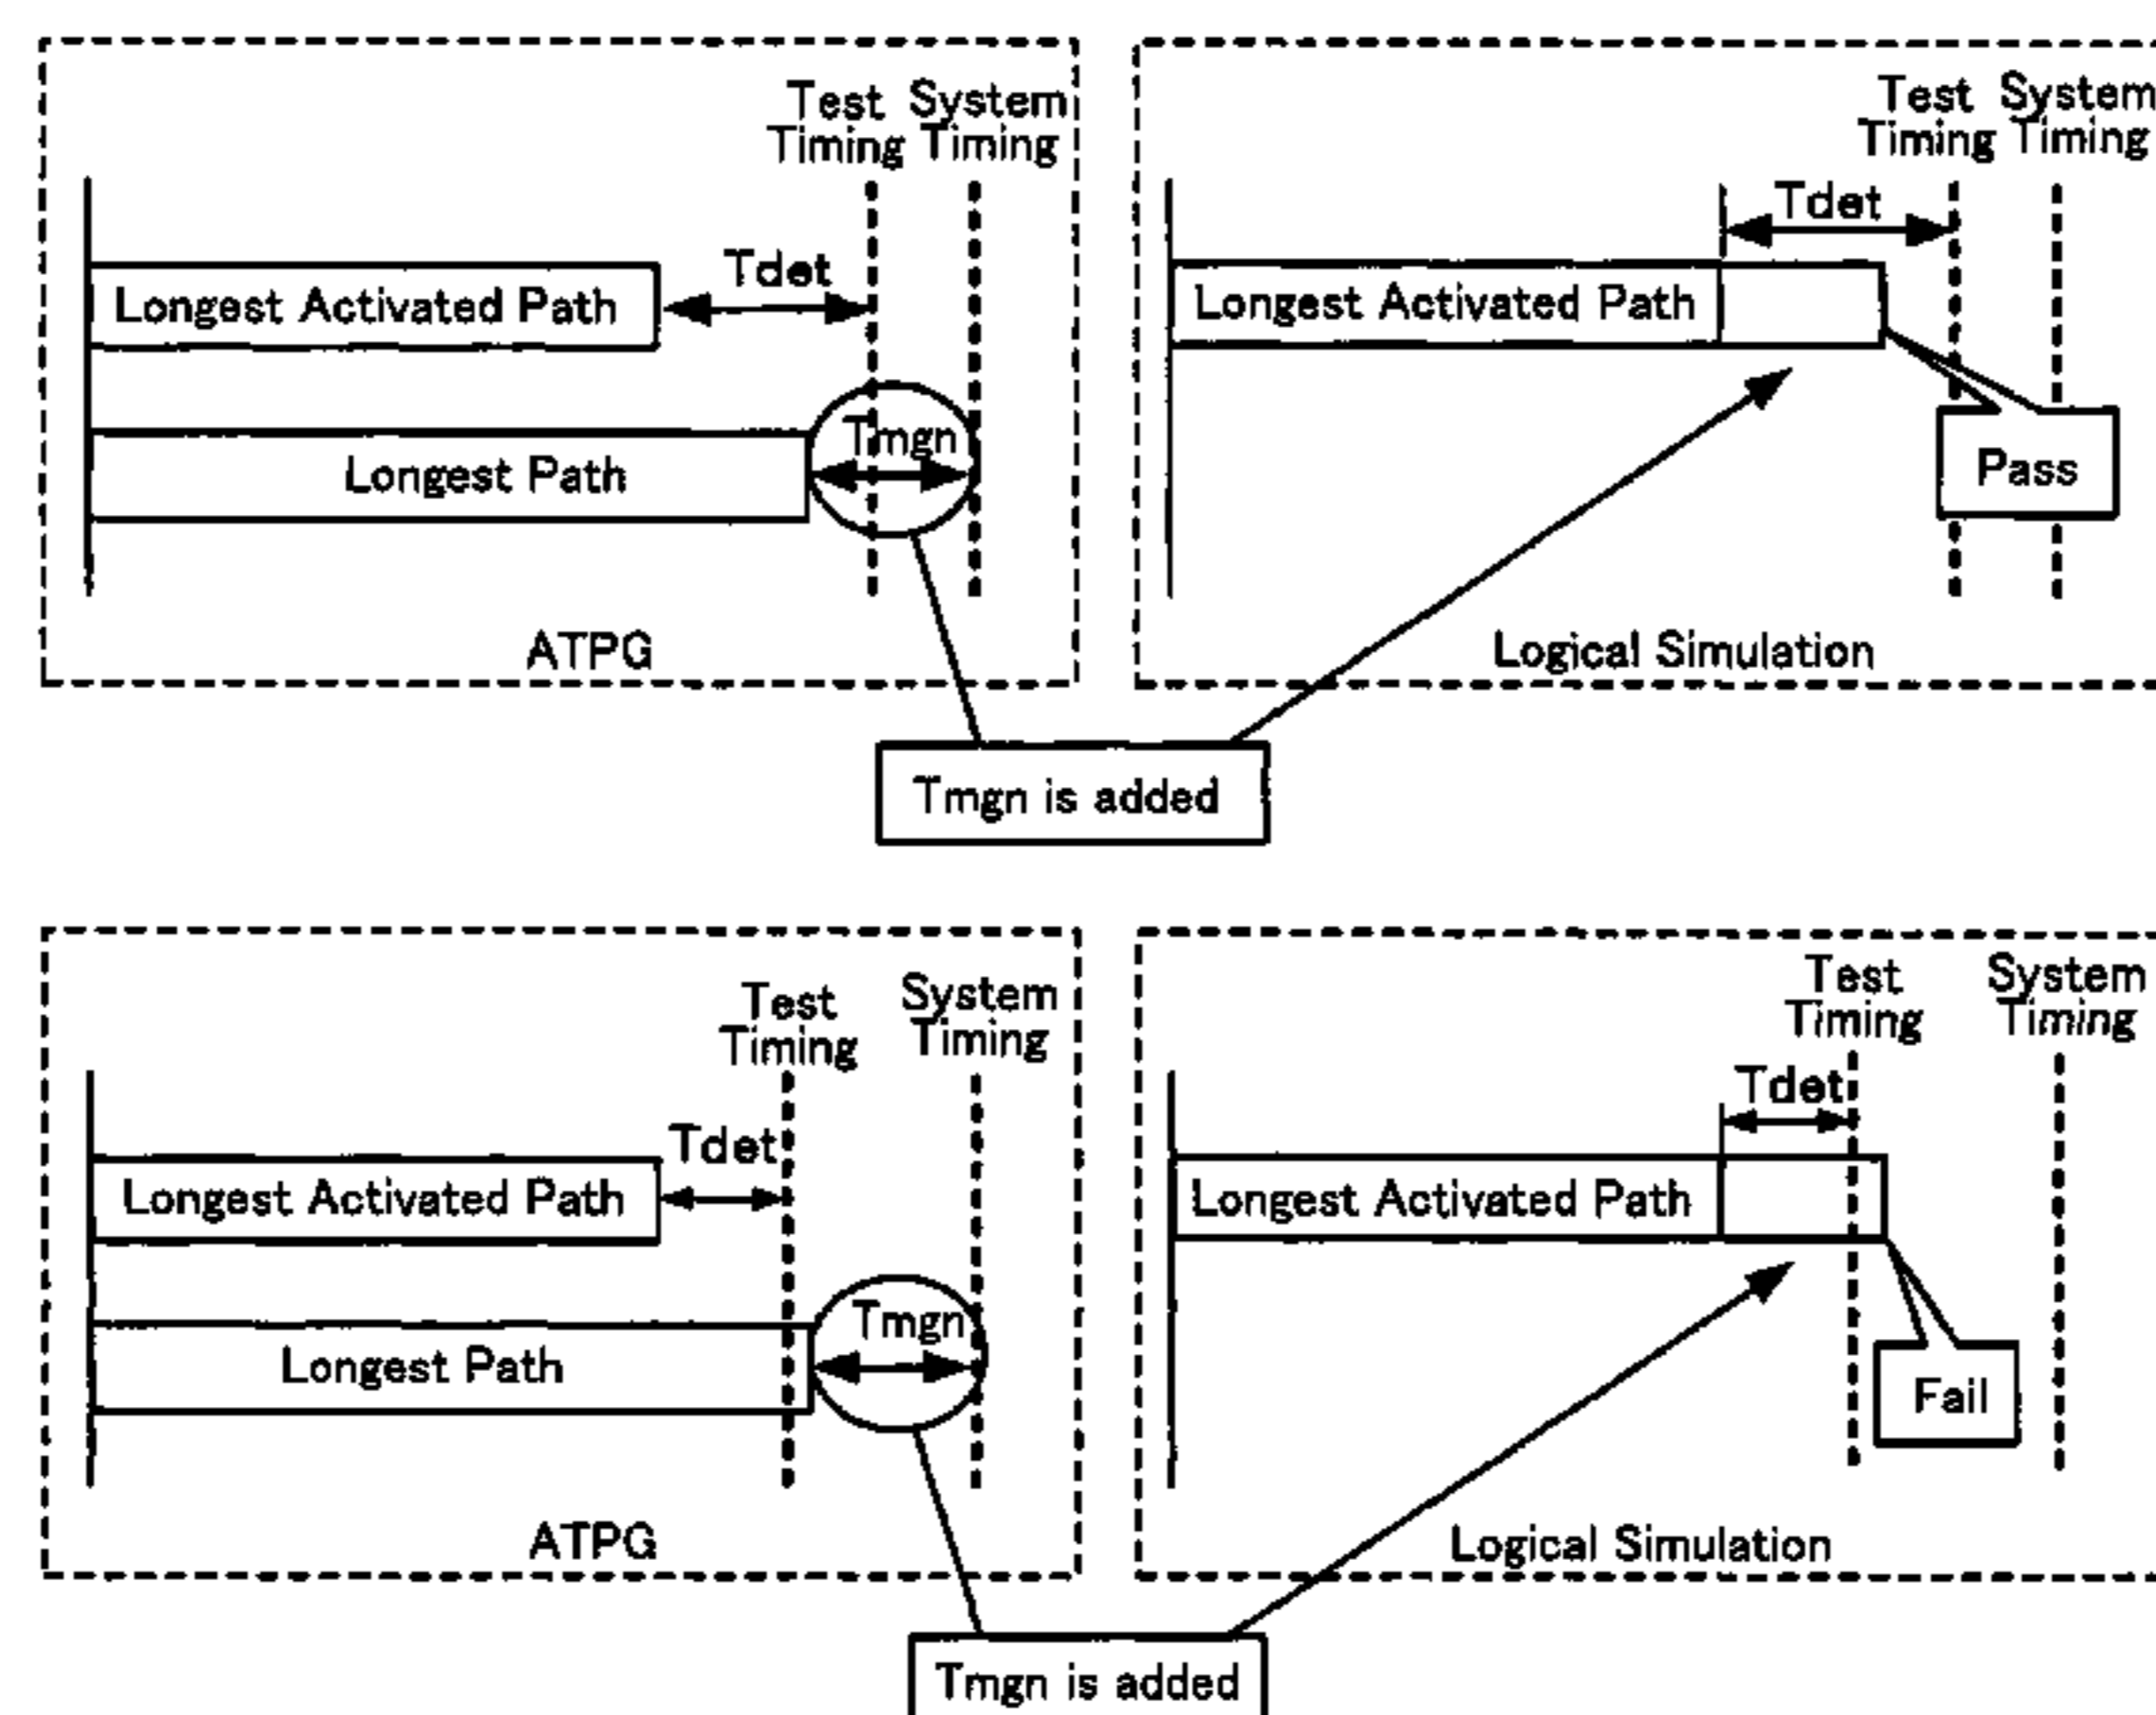 Test System
Timing Timing
Tdet
Longest Activated Path
Tmgn
Longest Path
ATPG
Test System
Timing Timing
Tdet
Longest Activated Path
Pass
Logical Simulation
Tmgn is added
Test System
Timing Timing
Tdet
Longest Activated Path
Tmgn
Longest Path
ATPG
Test System
Timing Timing
Tdet
Longest Activated Path
Fail
Logical Simulation
Tmgn is added